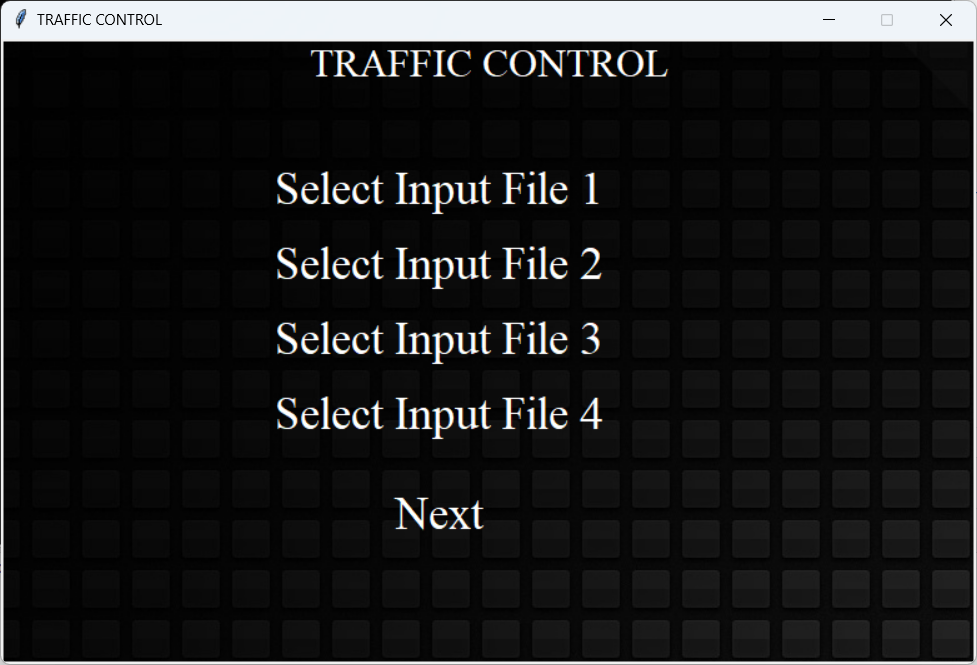 TRAFFIC CONTROL
TRAFFIC CONTROL
Select Input File 1
Select Input File 2
Select Input File 3
Select Input File 4
Next